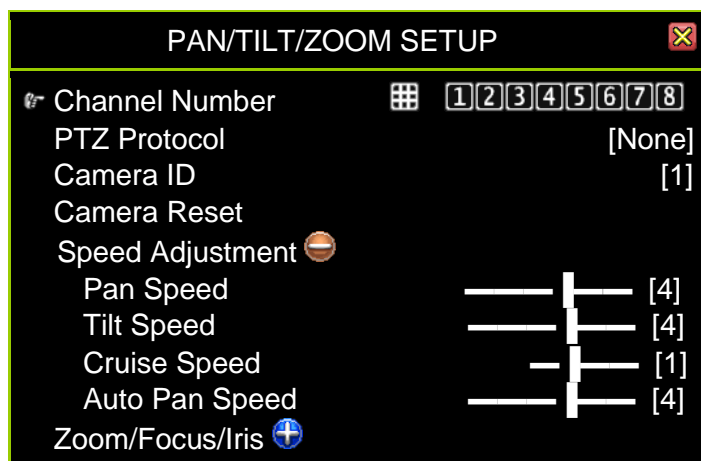 PAN/TILT/ZOOM SETUP
Channel Number 1 2 3 4 5 6 7 8
PTZ Protocol [None]
Camera ID [1]
Camera Reset
Speed Adjustment
Pan Speed [4]
Tilt Speed [4]
Cruise Speed [1]
Auto Pan Speed [4]
Zoom/Focus/Iris